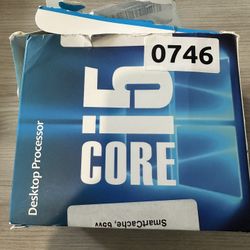 0746
i5
CORE
Desktop Processor
SmartCache, 65W